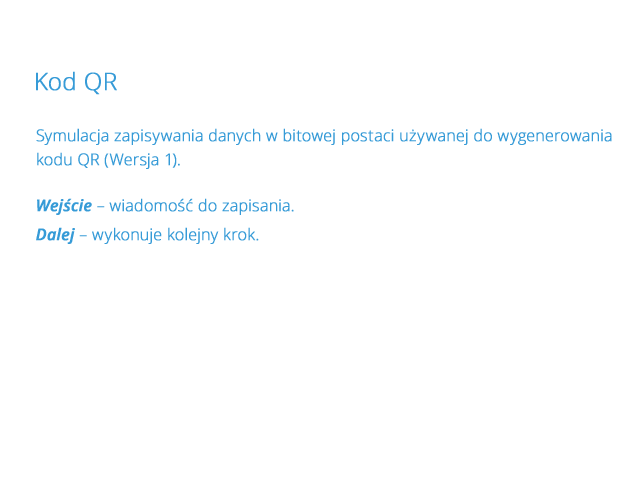 Kod QR
Symulacja zapisywania danych w bitowej postaci używanej do wygenerowania
kodu QR (Wersja 1).
Wejście – wiadomość do zapisania.
Dalej – wykonuje kolejny krok.